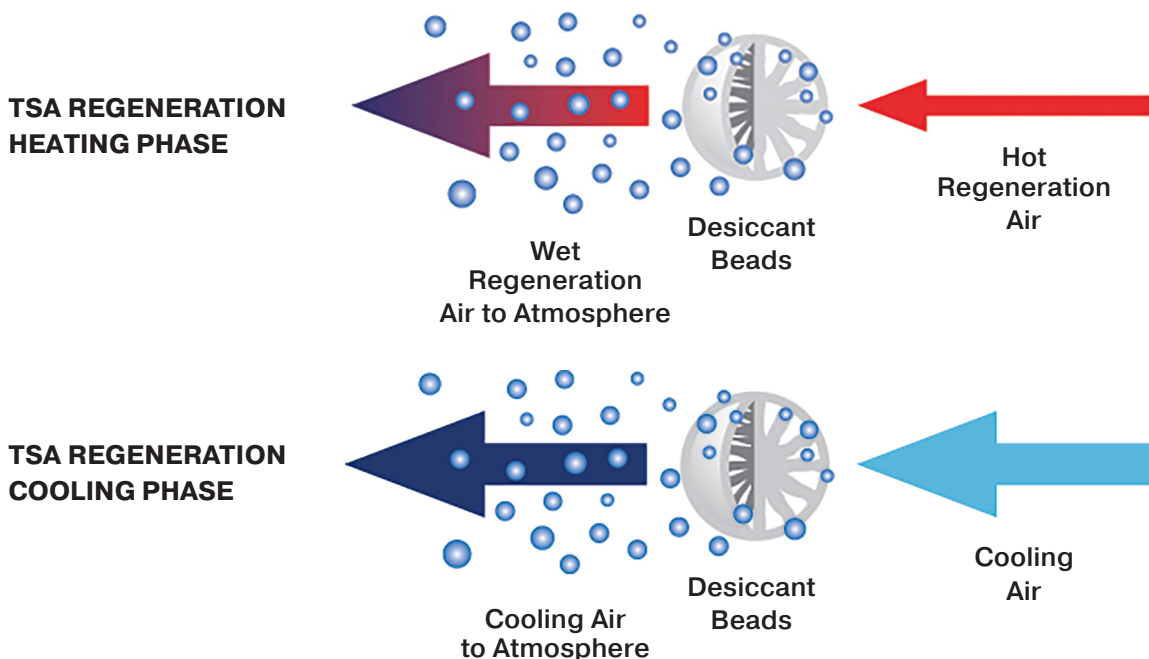 TSA REGENERATION
HEATING PHASE
Hot
Regeneration
Air
Desiccant
Beads
Wet
Regeneration
Air to Atmosphere
TSA REGENERATION
COOLING PHASE
Cooling
Air
Desiccant
Beads
Cooling Air
to Atmosphere